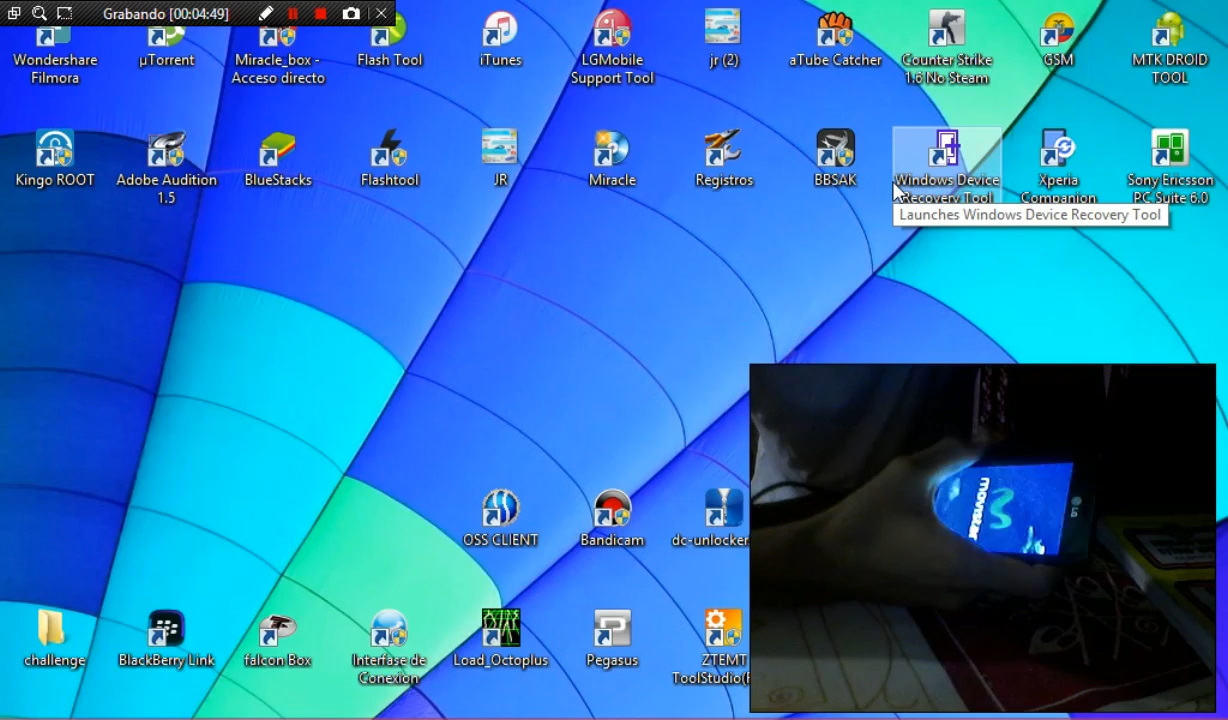 Grabando [00:04:49]
Wondershare
Filmora
µTorrent
Miracle_box -
Acceso directo
Flash Tool
iTunes
LGMobile
Support Tool
jr (2)
aTube Catcher
Counter Strike
1.6 No Steam
GSM
MTK DROID
TOOL
Kingo ROOT
Adobe Audition
1.5
BlueStacks
Flashtool
JR
Miracle
Registros
BBSAK
Windows Device
Recovery Tool
Xperia
Companion
Sony Ericsson
PC Suite 6.0
Launches Windows Device Recovery Tool
OSS CLIENT
Bandicam
dc-unlocker
challenge
BlackBerry Link
falcon Box
Interfase de
Conexion
Load_Octoplus
Pegasus
ZTEMT
ToolStudio(
movistar
LG